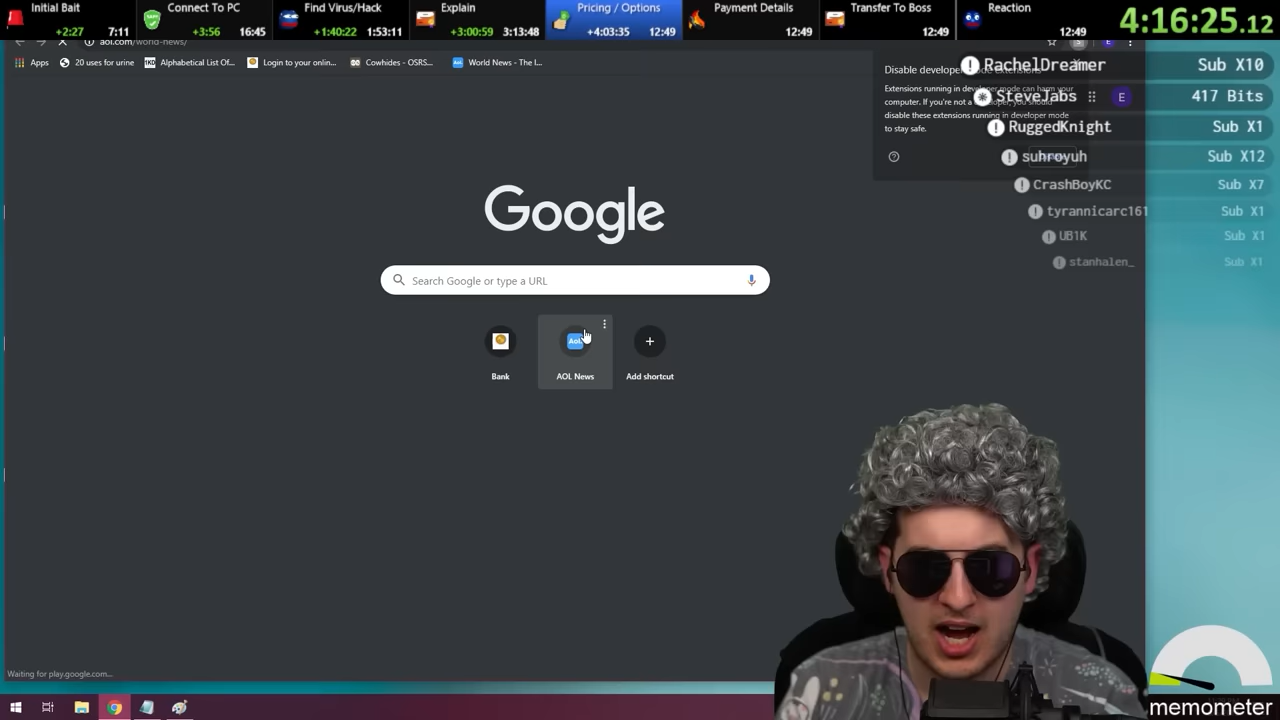 Initial Bait
+2:27 7:11
Connect To PC
+3:56 16:45
Find Virus/Hack
+1:40:22 1:53:11
Explain
+3:00:59 3:13:48
Pricing / Options
+4:03:35 12:49
Payment Details
12:49
Transfer To Boss
12:49
Reaction
12:49
4:16:25.12
aol.com/world-news/
Apps
20 uses for urine
Alphabetical List Of...
Login to your onlin...
Cowhides - OSRS...
World News - The l...
Disable developer mode extensions
Extensions running in developer mode can harm your
computer. If you're not a developer, you should
disable these extensions running in developer mode
to stay safe.
RachelDreamer Sub X10
SteveJabs 417 Bits
E
RuggedKnight Sub X1
suhroyuh Sub X12
CrashBoyKC Sub X7
tyrannicarc161 Sub X1
UB1K Sub X1
stanhalen_ Sub X1
Google
Search Google or type a URL
Aol.
Bank
AOL News
Add shortcut
Waiting for play.google.com...
memometer